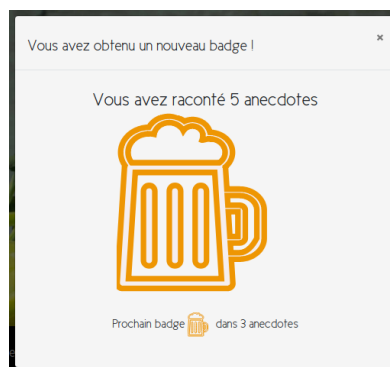 Vous avez obtenu un nouveau badge !
×
Vous avez raconté 5 anecdotes
Prochain badge dans 3 anecdotes